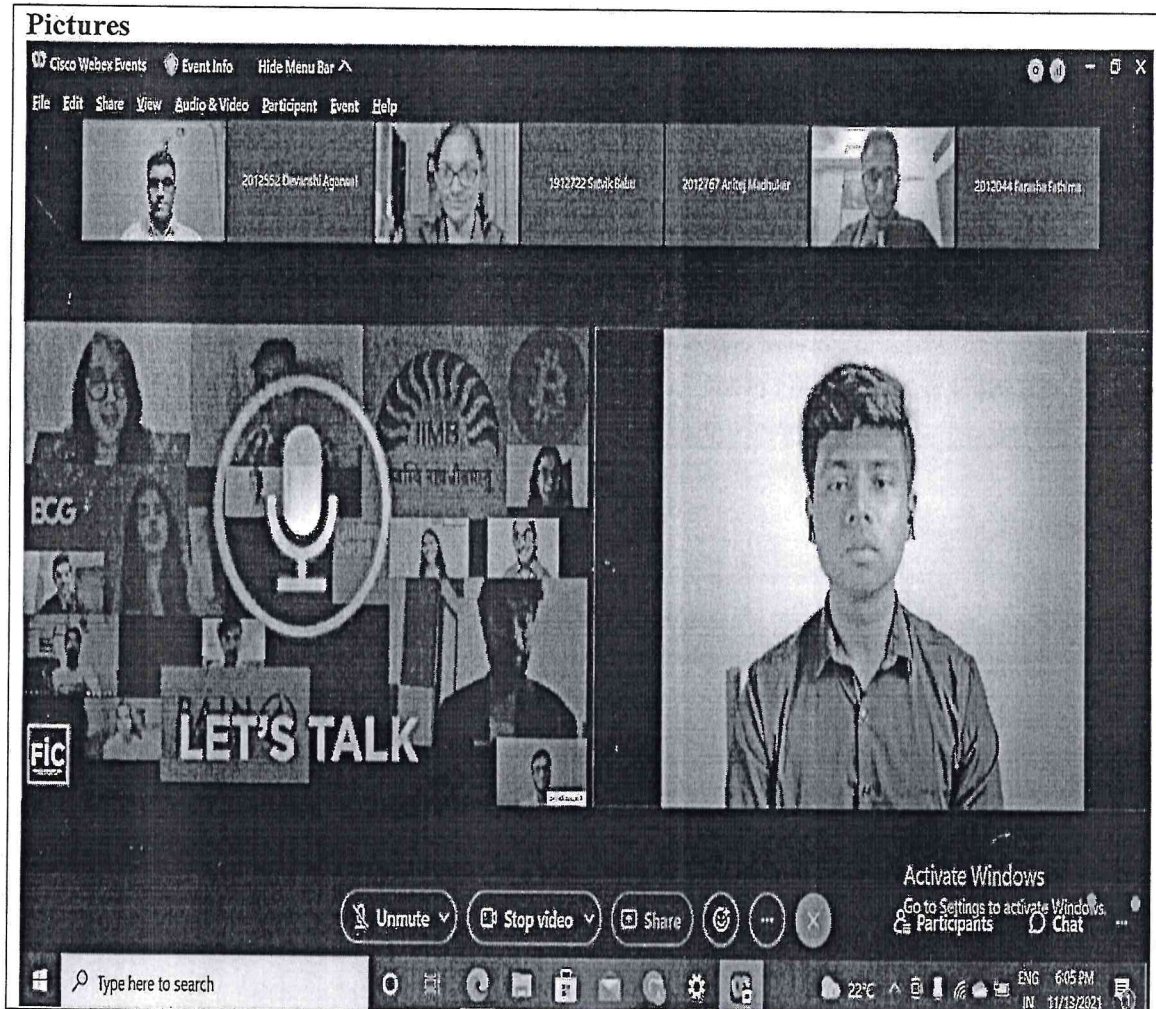 Pictures
Cisco Webex Events Event Info Hide Menu Bar
File Edit Share View Audio & Video Participant Event Help
2012552 Devanshi Agarwal
1912722 Satvik Babu
2012767 Anitej Madhukar
2012044 Farasha Fathima
IIMB
BCG
BAIN
LET'S TALK
FiC
Activate Windows
Go to Settings to activate Windows.
Unmute Stop video Share Participants Chat
Type here to search
22°C ENG 6:05 PM
IN 11/13/2021